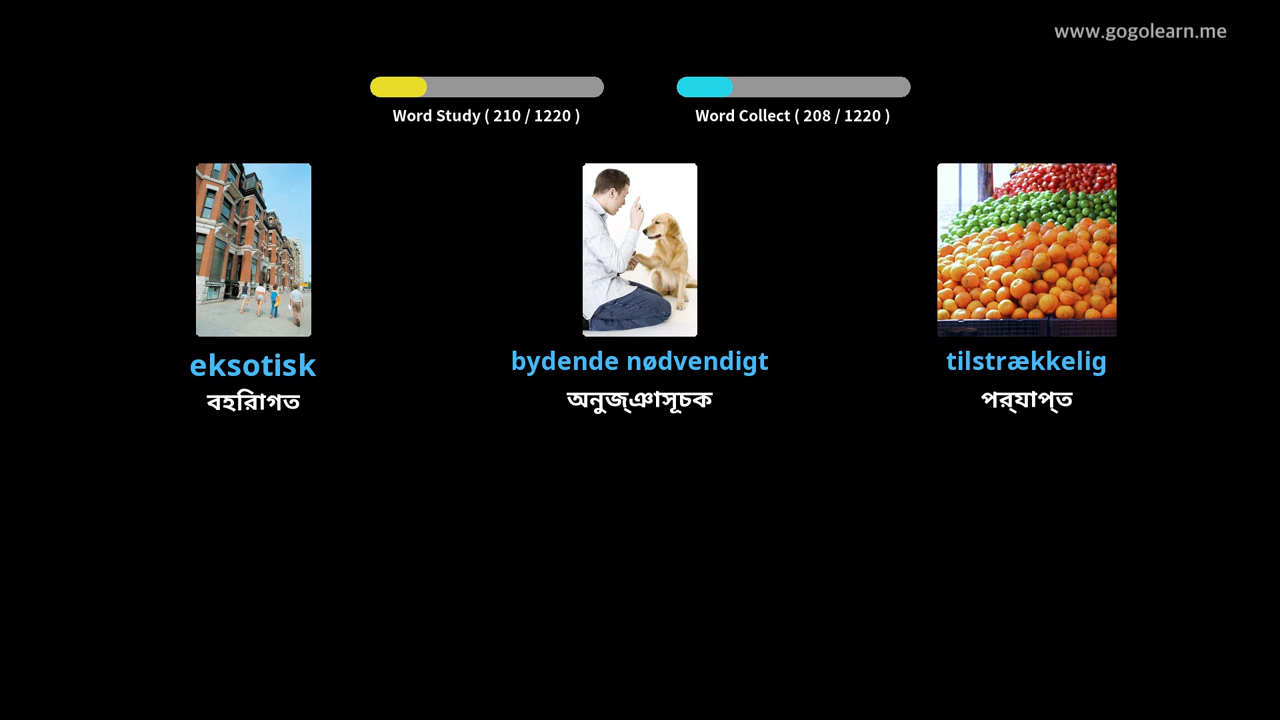 www.gogolearn.me
Word Study ( 210 / 1220 )
Word Collect ( 208 / 1220 )
eksotisk
bydende nødvendigt
tilstrækkelig
বহিরাগত
অনুজ্ঞাসূচক
পর্যাপ্ত